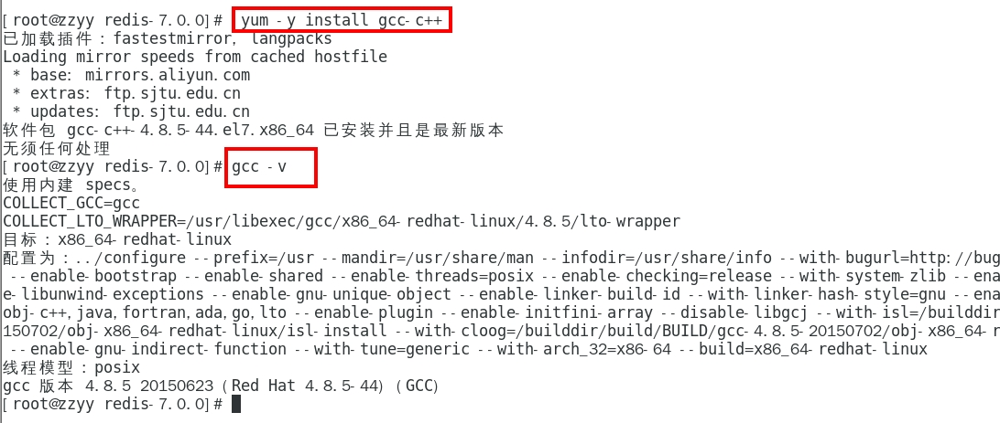 [root@zzyy redis-7.0.0]# yum -y install gcc-c++
已加载插件：fastestmirror, langpacks
Loading mirror speeds from cached hostfile
 * base: mirrors.aliyun.com
 * extras: ftp.sjtu.edu.cn
 * updates: ftp.sjtu.edu.cn
软件包 gcc-c++-4.8.5-44.el7.x86_64 已安装并且是最新版本
无须任何处理
[root@zzyy redis-7.0.0]# gcc -v
使用内建 specs。
COLLECT_GCC=gcc
COLLECT_LTO_WRAPPER=/usr/libexec/gcc/x86_64-redhat-linux/4.8.5/lto-wrapper
目标：x86_64-redhat-linux
配置为：../configure --prefix=/usr --mandir=/usr/share/man --infodir=/usr/share/info --with-bugurl=http://bug
 --enable-bootstrap --enable-shared --enable-threads=posix --enable-checking=release --with-system-zlib --ena
e-libunwind-exceptions --enable-gnu-unique-object --enable-linker-build-id --with-linker-hash-style=gnu --ena
obj-c++,java,fortran,ada,go,lto --enable-plugin --enable-initfini-array --disable-libgcj --with-isl=/builddir
150702/obj-x86_64-redhat-linux/isl-install --with-cloog=/builddir/build/BUILD/gcc-4.8.5-20150702/obj-x86_64-r
 --enable-gnu-indirect-function --with-tune=generic --with-arch_32=x86-64 --build=x86_64-redhat-linux
线程模型：posix
gcc 版本 4.8.5 20150623 (Red Hat 4.8.5-44) (GCC)
[root@zzyy redis-7.0.0]#